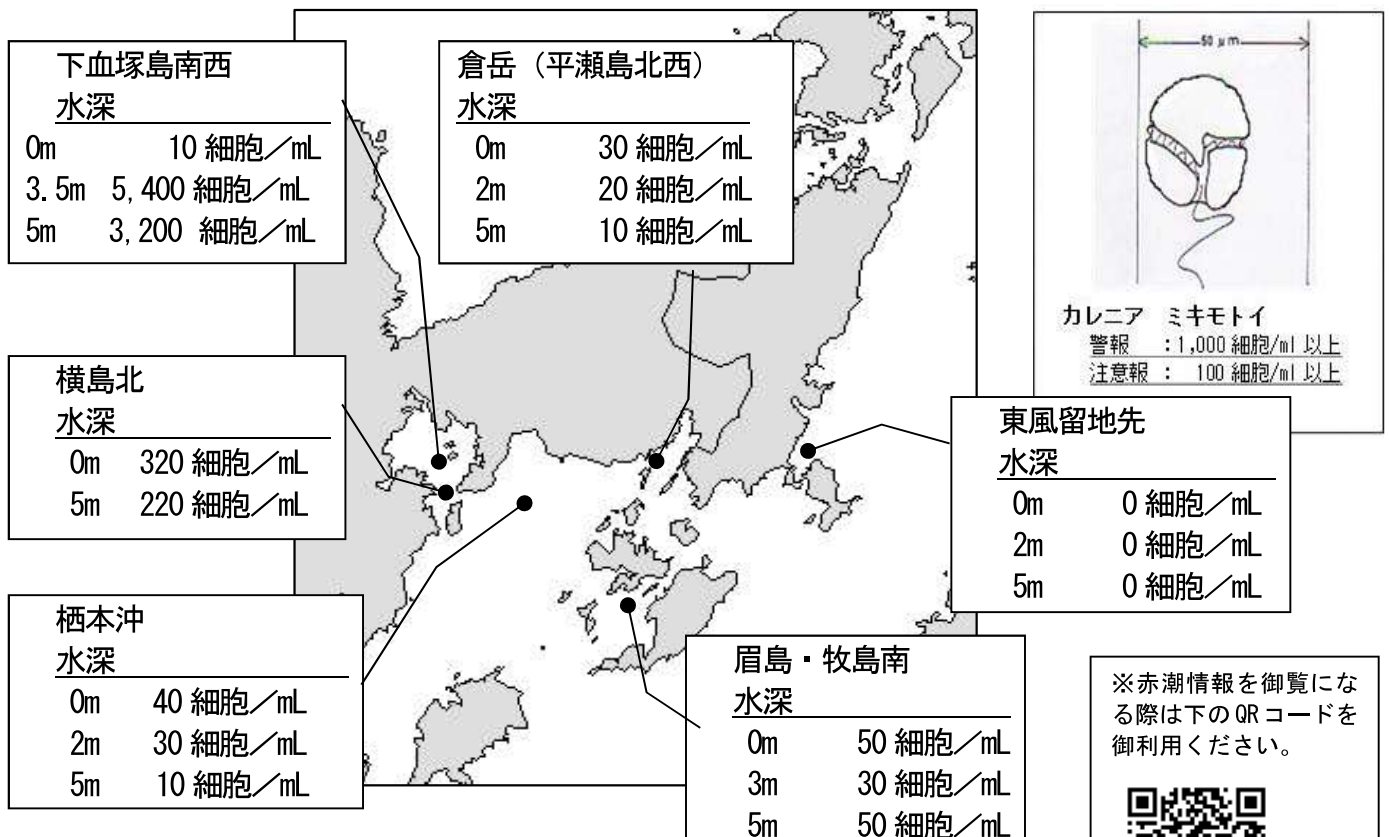 下血塚島南西
水深
0m 10 細胞／mL
3.5m 5,400 細胞／mL
5m 3,200 細胞／mL
倉岳（平瀬島北西）
水深
0m 30 細胞／mL
2m 20 細胞／mL
5m 10 細胞／mL
50 μm
カレニア ミキモトイ
警報 ：1,000 細胞/ml 以上
注意報 ： 100 細胞/ml 以上
横島北
水深
0m 320 細胞／mL
5m 220 細胞／mL
東風留地先
水深
0m 0 細胞／mL
2m 0 細胞／mL
5m 0 細胞／mL
栖本沖
水深
0m 40 細胞／mL
2m 30 細胞／mL
5m 10 細胞／mL
眉島・牧島南
水深
0m 50 細胞／mL
3m 30 細胞／mL
5m 50 細胞／mL
※赤潮情報を御覧にな
る際は下のQRコードを
御利用ください。